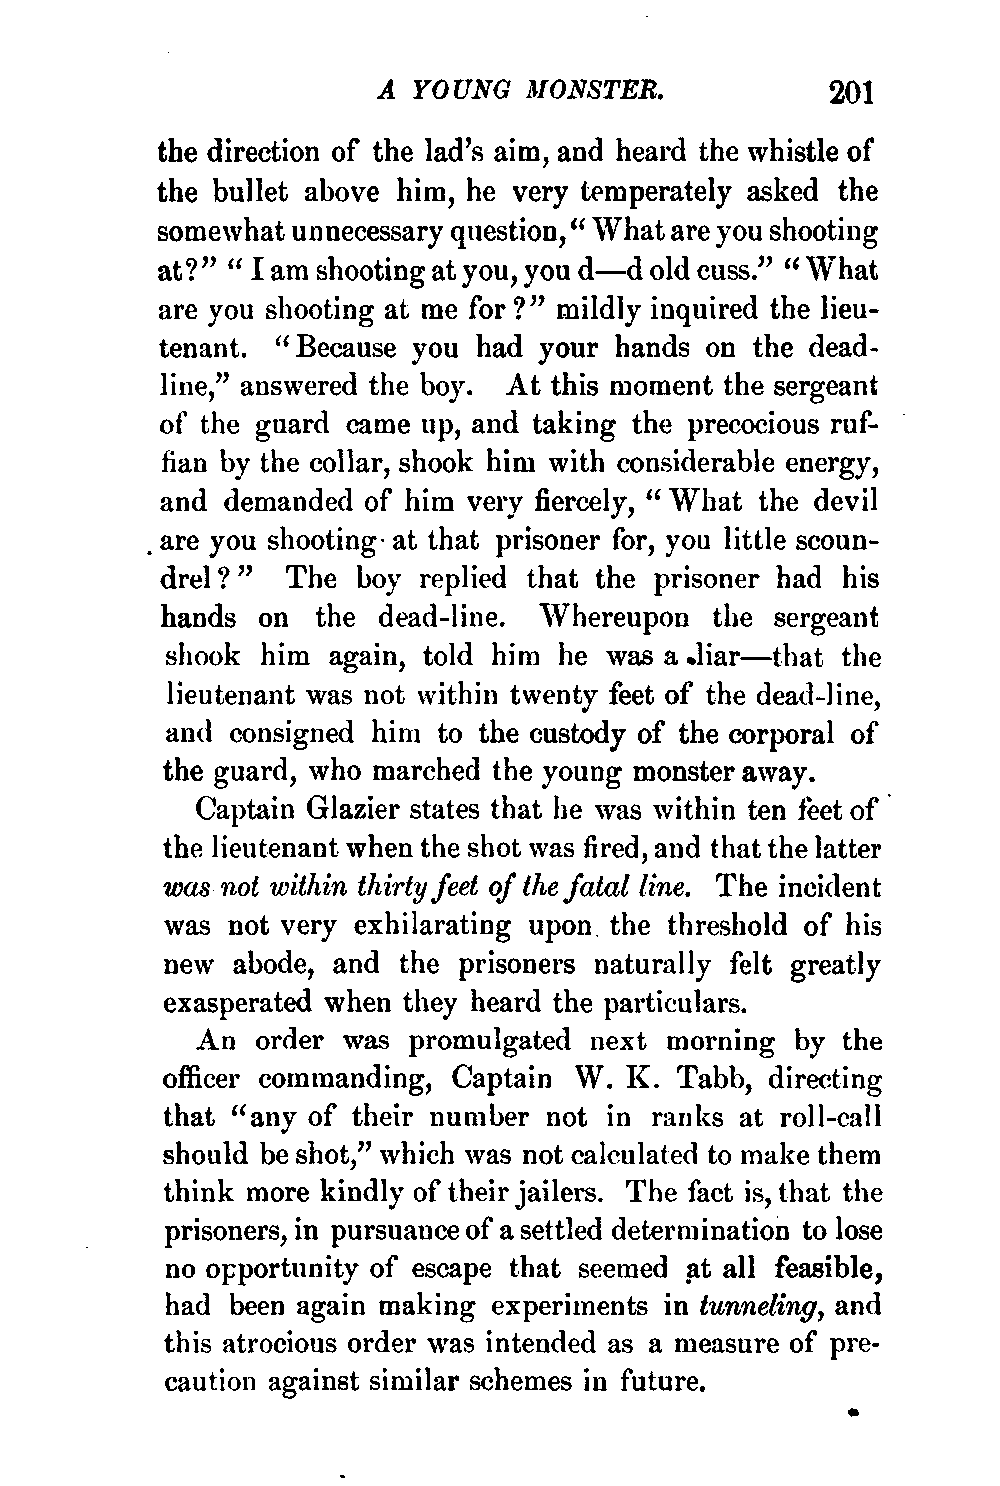 A YOUNG MONSTER. 201
the direction of the lad's aim, and heard the whistle of
the bullet above him, he very temperately asked the
somewhat unnecessary question, "What are you shooting
at?" "I am shooting at you, you d—d old cuss." "What
are you shooting at me for?" mildly inquired the lieu-
tenant. "Because you had your hands on the dead-
line," answered the boy. At this moment the sergeant
of the guard came up, and taking the precocious ruf-
fian by the collar, shook him with considerable energy,
and demanded of him very fiercely, "What the devil
are you shooting at that prisoner for, you little scoun-
drel?" The boy replied that the prisoner had his
hands on the dead-line. Whereupon the sergeant
shook him again, told him he was a liar—that the
lieutenant was not within twenty feet of the dead-line,
and consigned him to the custody of the corporal of
the guard, who marched the young monster away.
Captain Glazier states that he was within ten feet of
the lieutenant when the shot was fired, and that the latter
was not within thirty feet of the fatal line. The incident
was not very exhilarating upon the threshold of his
new abode, and the prisoners naturally felt greatly
exasperated when they heard the particulars.
An order was promulgated next morning by the
officer commanding, Captain W. K. Tabb, directing
that "any of their number not in ranks at roll-call
should be shot," which was not calculated to make them
think more kindly of their jailers. The fact is, that the
prisoners, in pursuance of a settled determination to lose
no opportunity of escape that seemed at all feasible,
had been again making experiments in tunneling, and
this atrocious order was intended as a measure of pre-
caution against similar schemes in future.